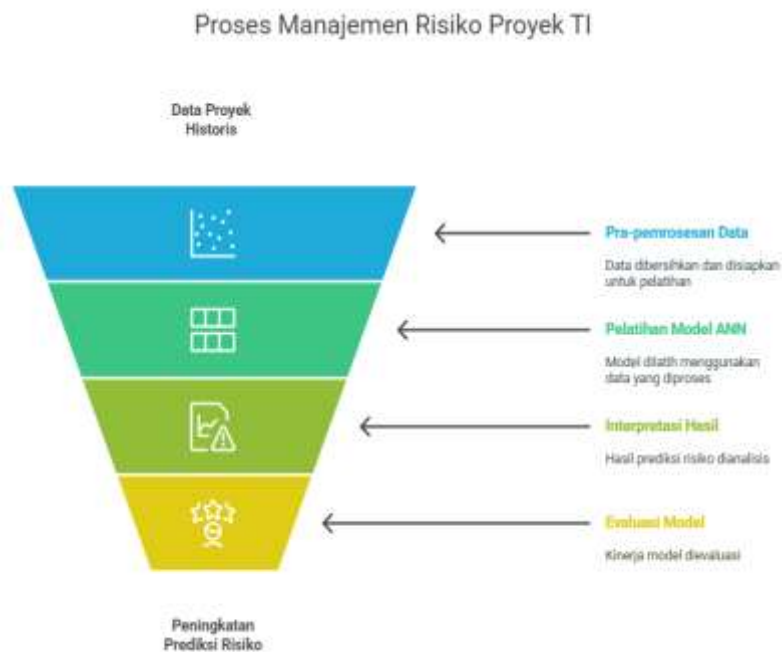 Proses Manajemen Risiko Proyek TI
Data Proyek
Historis
Pra-pemrosesan Data
Data dibersihkan dan disiapkan
untuk pelatihan
Pelatihan Model ANN
Model dilatih menggunakan
data yang diproses
Interpretasi Hasil
Hasil prediksi risiko dianalisis
Evaluasi Model
Kinerja model dievaluasi
Peningkatan
Prediksi Risiko